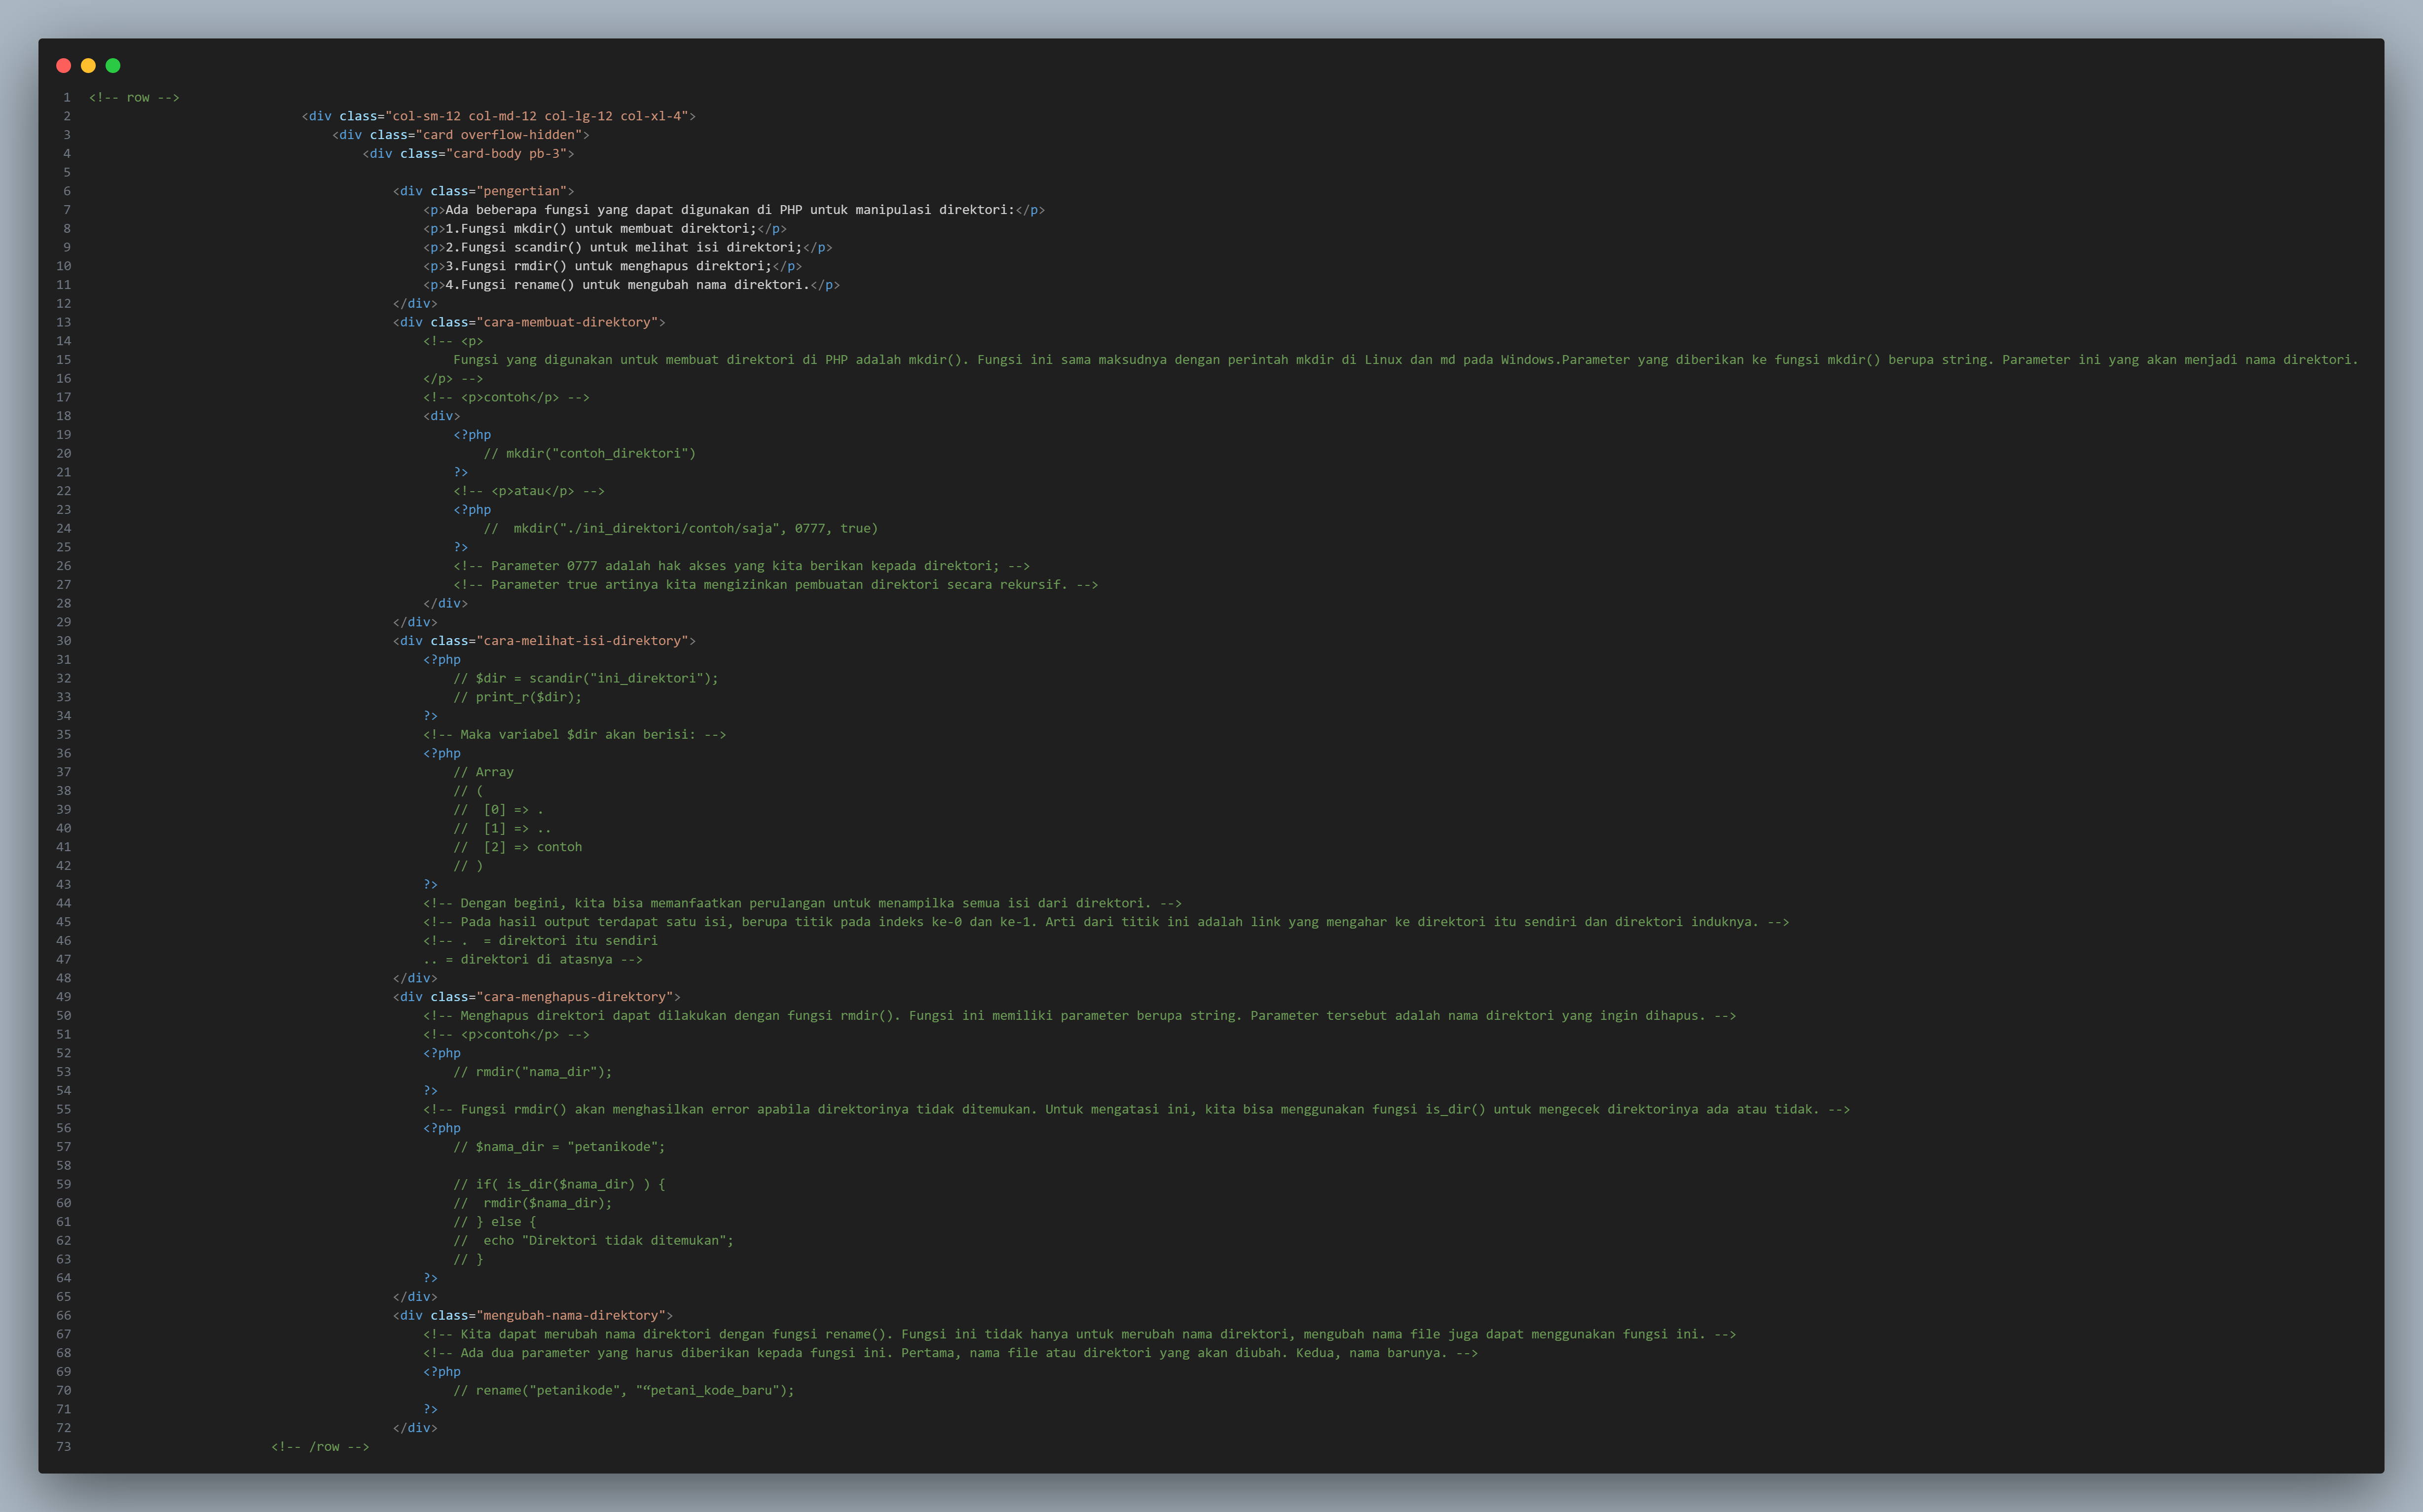 1 <!-- row -->
2 <div class="col-sm-12 col-md-12 col-lg-12 col-xl-4">
3 <div class="card overflow-hidden">
4 <div class="card-body pb-3">
5
6 <div class="pengertian">
7 <p>Ada beberapa fungsi yang dapat digunakan di PHP untuk manipulasi direktori:</p>
8 <p>1.Fungsi mkdir() untuk membuat direktori;</p>
9 <p>2.Fungsi scandir() untuk melihat isi direktori;</p>
10 <p>3.Fungsi rmdir() untuk menghapus direktori;</p>
11 <p>4.Fungsi rename() untuk mengubah nama direktori.</p>
12 </div>
13 <div class="cara-membuat-direktory">
14 <!-- <p>
15 Fungsi yang digunakan untuk membuat direktori di PHP adalah mkdir(). Fungsi ini sama maksudnya dengan perintah mkdir di Linux dan md pada Windows.Parameter yang diberikan ke fungsi mkdir() berupa string. Parameter ini yang akan menjadi nama direktori.
16 </p> -->
17 <!-- <p>contoh</p> -->
18 <div>
19 <?php
20 // mkdir("contoh_direktori")
21 ?>
22 <!-- <p>atau</p> -->
23 <?php
24 //  mkdir("./ini_direktori/contoh/saja", 0777, true)
25 ?>
26 <!-- Parameter 0777 adalah hak akses yang kita berikan kepada direktori; -->
27 <!-- Parameter true artinya kita mengizinkan pembuatan direktori secara rekursif. -->
28 </div>
29 </div>
30 <div class="cara-melihat-isi-direktory">
31 <?php
32 // $dir = scandir("ini_direktori");
33 // print_r($dir);
34 ?>
35 <!-- Maka variabel $dir akan berisi: -->
36 <?php
37 // Array
38 // (
39 //  [0] => .
40 //  [1] => ..
41 //  [2] => contoh
42 // )
43 ?>
44 <!-- Dengan begini, kita bisa memanfaatkan perulangan untuk menampilka semua isi dari direktori. -->
45 <!-- Pada hasil output terdapat satu isi, berupa titik pada indeks ke-0 dan ke-1. Arti dari titik ini adalah link yang mengahar ke direktori itu sendiri dan direktori induknya. -->
46 <!-- .  = direktori itu sendiri
47 .. = direktori di atasnya -->
48 </div>
49 <div class="cara-menghapus-direktory">
50 <!-- Menghapus direktori dapat dilakukan dengan fungsi rmdir(). Fungsi ini memiliki parameter berupa string. Parameter tersebut adalah nama direktori yang ingin dihapus. -->
51 <!-- <p>contoh</p> -->
52 <?php
53 // rmdir("nama_dir");
54 ?>
55 <!-- Fungsi rmdir() akan menghasilkan error apabila direktorinya tidak ditemukan. Untuk mengatasi ini, kita bisa menggunakan fungsi is_dir() untuk mengecek direktorinya ada atau tidak. -->
56 <?php
57 // $nama_dir = "petanikode";
58
59 // if( is_dir($nama_dir) ) {
60 //  rmdir($nama_dir);
61 // } else {
62 //  echo "Direktori tidak ditemukan";
63 // }
64 ?>
65 </div>
66 <div class="mengubah-nama-direktory">
67 <!-- Kita dapat merubah nama direktori dengan fungsi rename(). Fungsi ini tidak hanya untuk merubah nama direktori, mengubah nama file juga dapat menggunakan fungsi ini. -->
68 <!-- Ada dua parameter yang harus diberikan kepada fungsi ini. Pertama, nama file atau direktori yang akan diubah. Kedua, nama barunya. -->
69 <?php
70 // rename("petanikode", "“petani_kode_baru");
71 ?>
72 </div>
73 <!-- /row -->